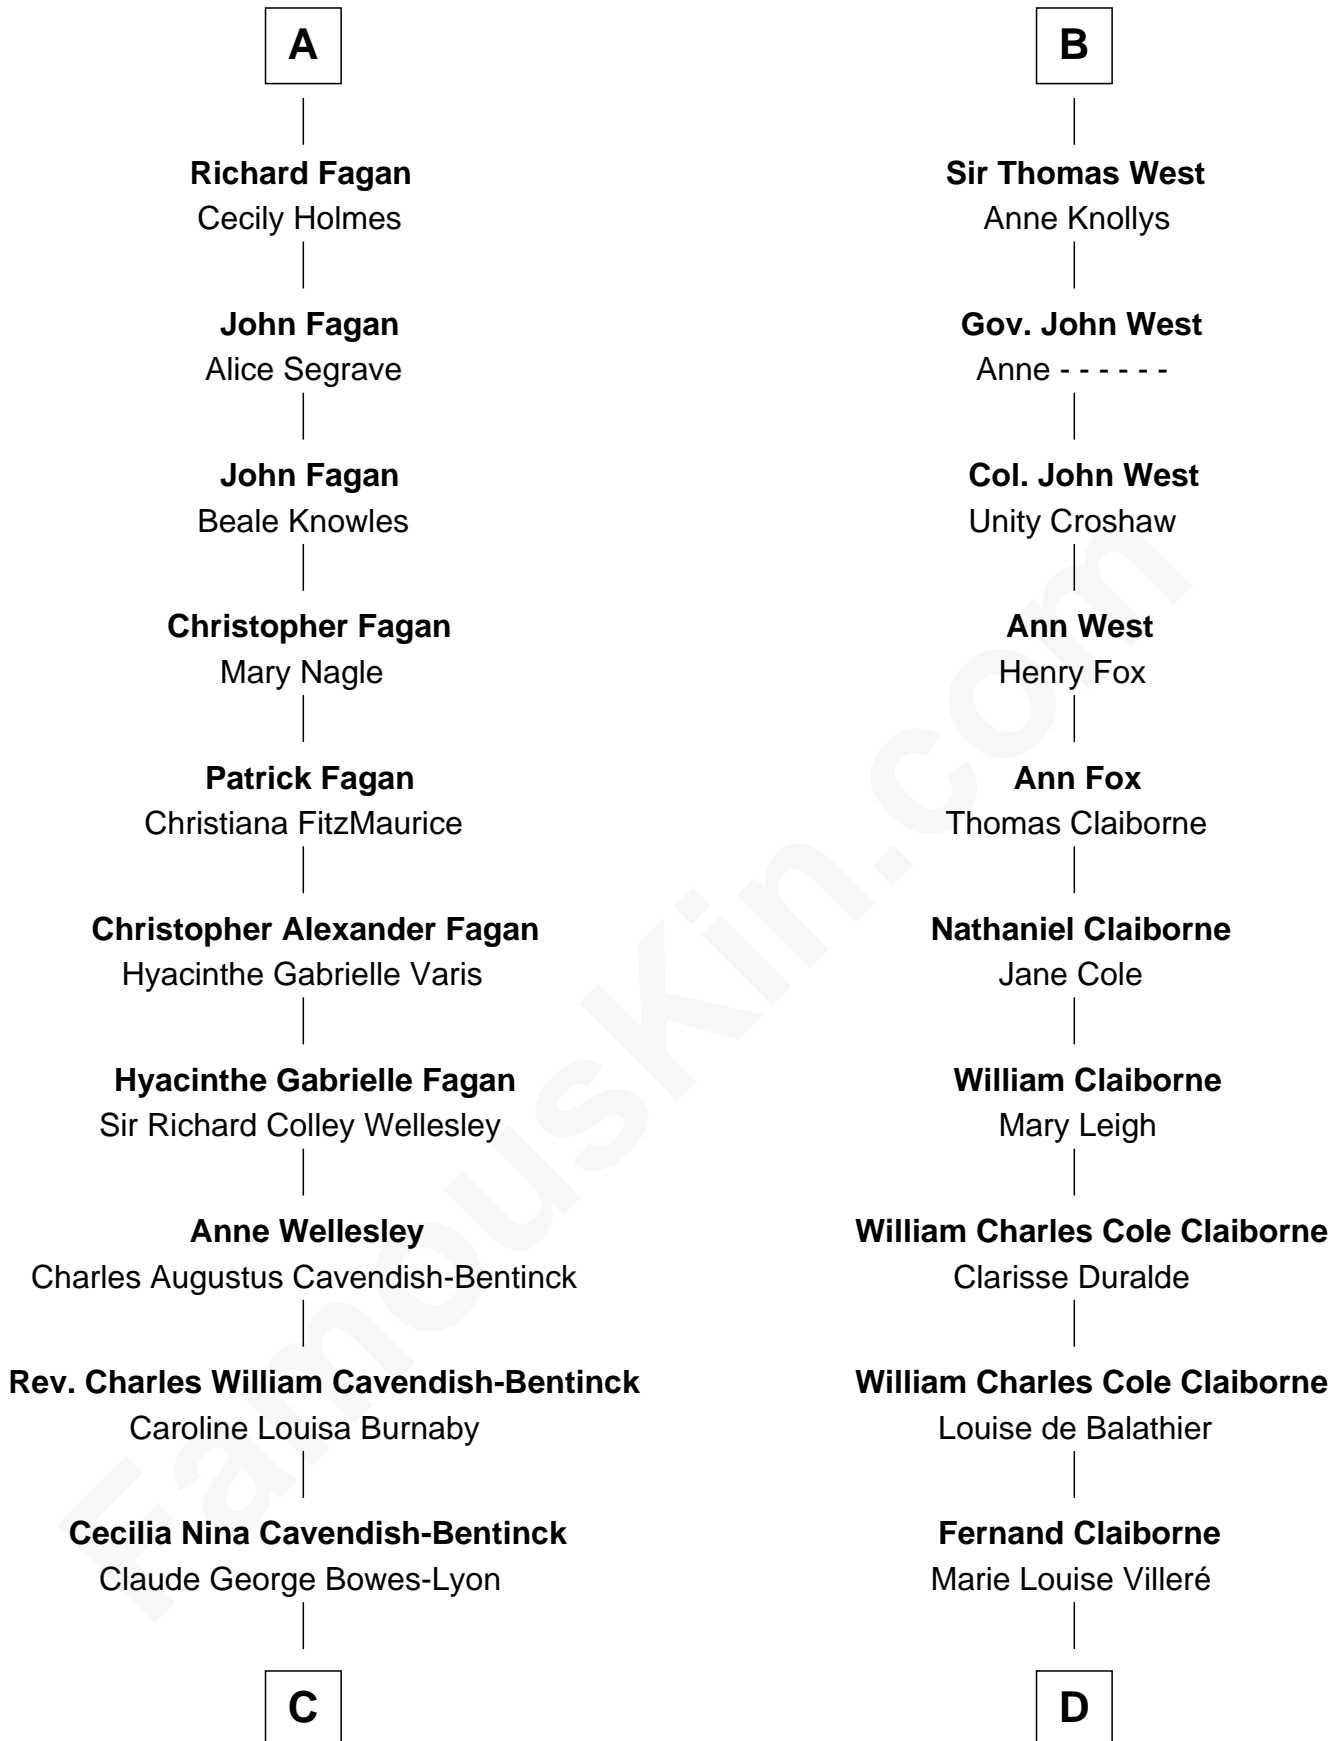 A
Richard Fagan
Cecily Holmes
John Fagan
Alice Segrave
John Fagan
Beale Knowles
Christopher Fagan
Mary Nagle
Patrick Fagan
Christiana FitzMaurice
Christopher Alexander Fagan
Hyacinthe Gabrielle Varis
Hyacinthe Gabrielle Fagan
Sir Richard Colley Wellesley
Anne Wellesley
Charles Augustus Cavendish-Bentinck
Rev. Charles William Cavendish-Bentinck
Caroline Louisa Burnaby
Cecilia Nina Cavendish-Bentinck
Claude George Bowes-Lyon
C
B
Sir Thomas West
Anne Knollys
Gov. John West
Anne - - - - - -
Col. John West
Unity Croshaw
Ann West
Henry Fox
Ann Fox
Thomas Claiborne
Nathaniel Claiborne
Jane Cole
William Claiborne
Mary Leigh
William Charles Cole Claiborne
Clarisse Duralde
William Charles Cole Claiborne
Louise de Balathier
Fernand Claiborne
Marie Louise Villeré
D
FamousKin.com